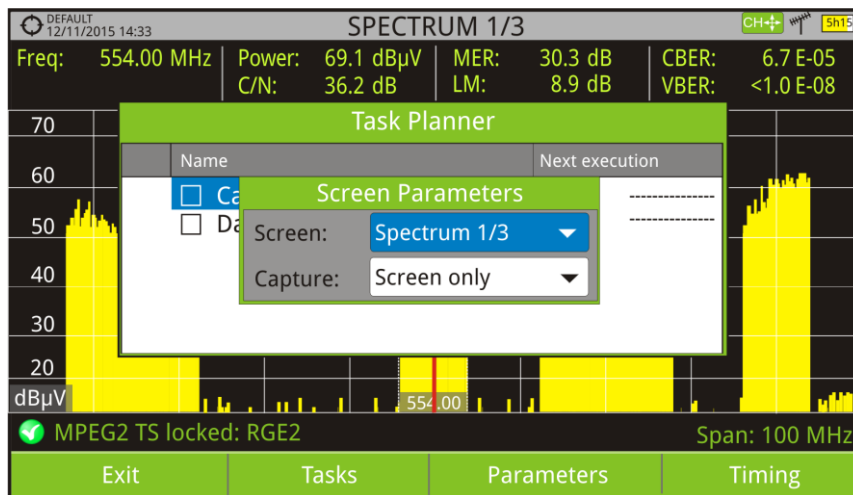 DEFAULT
12/11/2015 14:33
SPECTRUM 1/3
CH
5h15
Freq: 554.00 MHz Power: 69.1 dBµV MER: 30.3 dB CBER: 6.7 E-05
C/N: 36.2 dB LM: 8.9 dB VBER: <1.0 E-08
70
Task Planner
Name Next execution
60
Ca ---------------
Screen Parameters
50
Da ---------------
Screen: Spectrum 1/3
40
Capture: Screen only
30
20
dBµV
554.00
MPEG2 TS locked: RGE2
Span: 100 MHz
Exit Tasks Parameters Timing